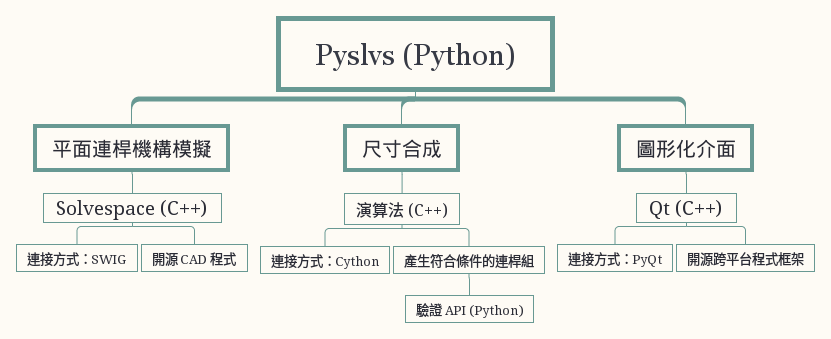 Pyslvs (Python)
平面連桿機構模擬
尺寸合成
圖形化介面
Solvespace (C++)
演算法 (C++)
Qt (C++)
連接方式：SWIG
開源 CAD 程式
連接方式：Cython
產生符合條件的連桿組
連接方式：PyQt
開源跨平台程式框架
驗證 API (Python)